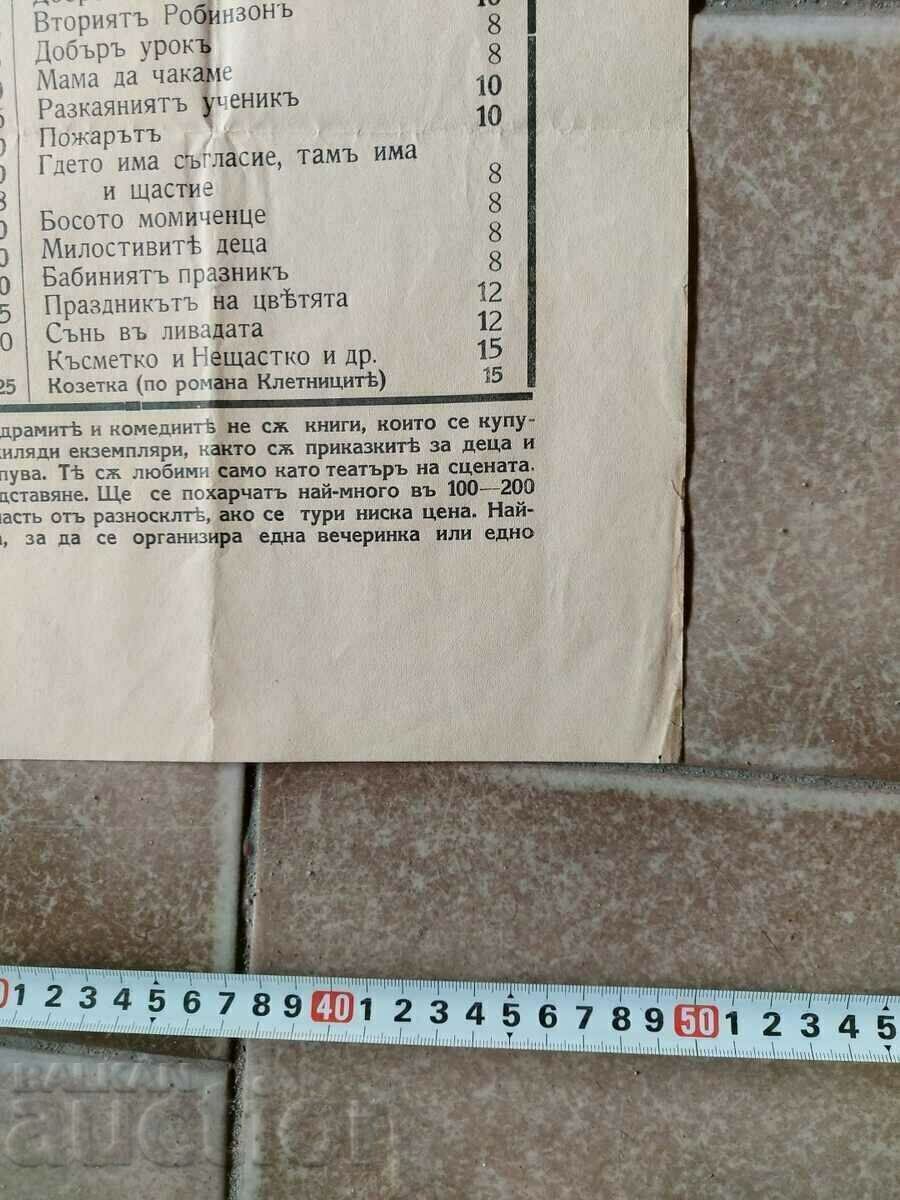 Вториятъ Робинзонъ 8
Добъръ урокъ 8
Мама да чакаме 10
Разкаяниятъ ученикъ 10
Пожарътъ
Гдето има съгласие, тамъ има
и щастие 8
Босото момиченце 8
Милоститивѣ деца 8
Бабиниятъ празникъ 8
Праздникътъ на цвѣтята 12
Сънь въ ливадата 12
Късметко и Нещастко и др. 15
25 Козетка (по романа Клетницитѣ) 15
драмитѣ и комедиитѣ не сѫ книги, които се купу-
хиляди екземпляри, както сѫ приказкитѣ за деца и
пува. Тѣ сѫ любими само като театъръ на сцената.
дставяне. Ще се похарчатъ най-много въ 100—200
часть отъ разносклтѣ, ако се тури ниска цена. Най-
а, за да се организира една вечеринка или едно
1 2 3 4 5 6 7 8 9 40 1 2 3 4 5 6 7 8 9 50 1 2 3 4 5
BALKAN
auction